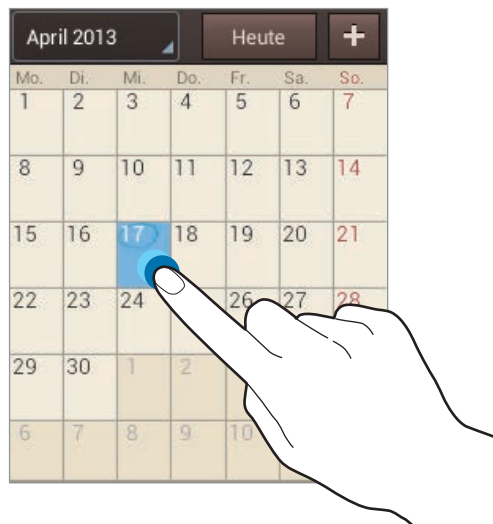 April 2013 Heute +
Mo. Di. Mi. Do. Fr. Sa. So.
1 2 3 4 5 6 7
8 9 10 11 12 13 14
15 16 17 18 19 20 21
22 23 24 26 27 28
29 30 1 2
6 7 8 9 10